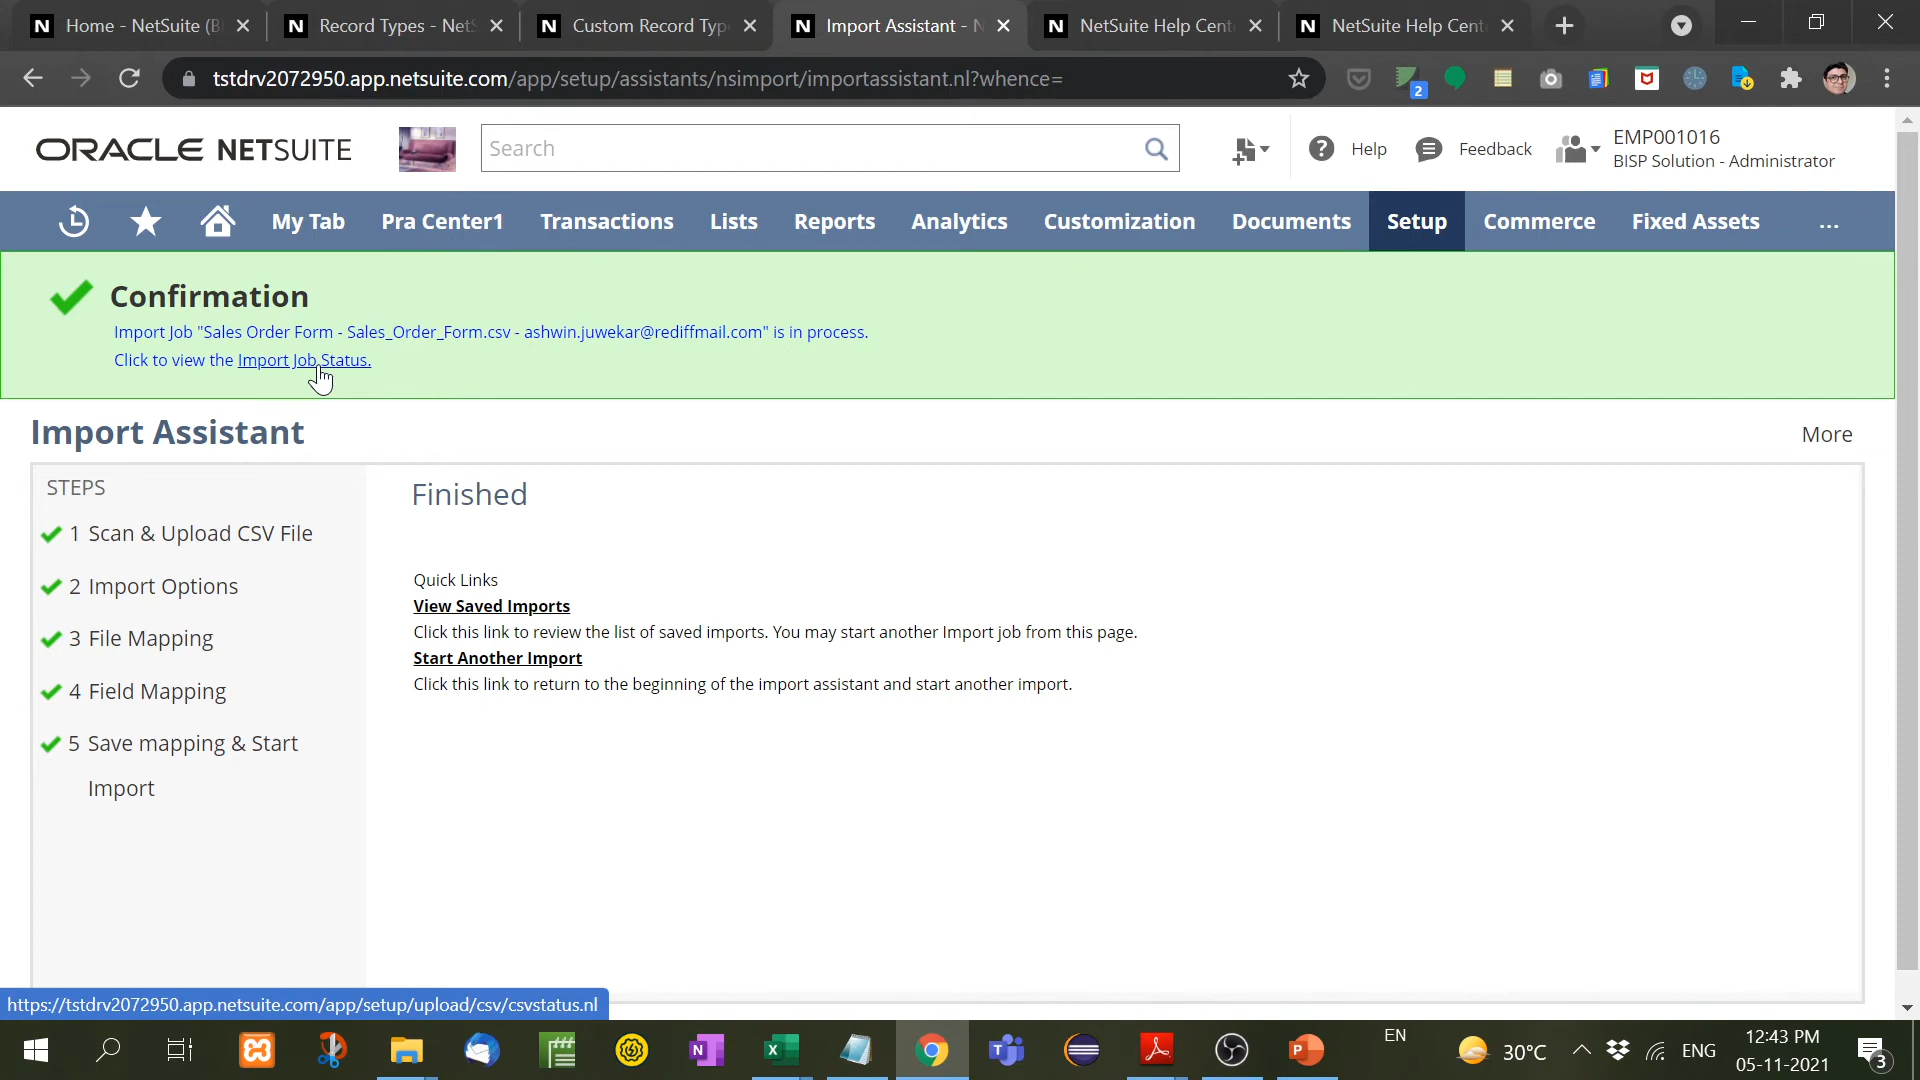 Home - NetSuite (B
Record Types - Net
Custom Record Typ
Import Assistant - N
NetSuite Help Cent
NetSuite Help Cent
tstdrv2072950.app.netsuite.com/app/setup/assistants/nsimport/importassistant.nl?whence=
2
ORACLE NETSUITE
Search
Help
Feedback
EMP001016
BISP Solution - Administrator
My Tab
Pra Center1
Transactions
Lists
Reports
Analytics
Customization
Documents
Setup
Commerce
Fixed Assets
...
Confirmation
Import Job "Sales Order Form - Sales_Order_Form.csv - ashwin.juwekar@rediffmail.com" is in process.
Click to view the Import Job Status.
Import Assistant
More
STEPS
1 Scan & Upload CSV File
2 Import Options
3 File Mapping
4 Field Mapping
5 Save mapping & Start
Import
Finished
Quick Links
View Saved Imports
Click this link to review the list of saved imports. You may start another Import job from this page.
Start Another Import
Click this link to return to the beginning of the import assistant and start another import.
https://tstdrv2072950.app.netsuite.com/app/setup/upload/csv/csvstatus.nl
EN
30°C
ENG
12:43 PM
05-11-2021
3